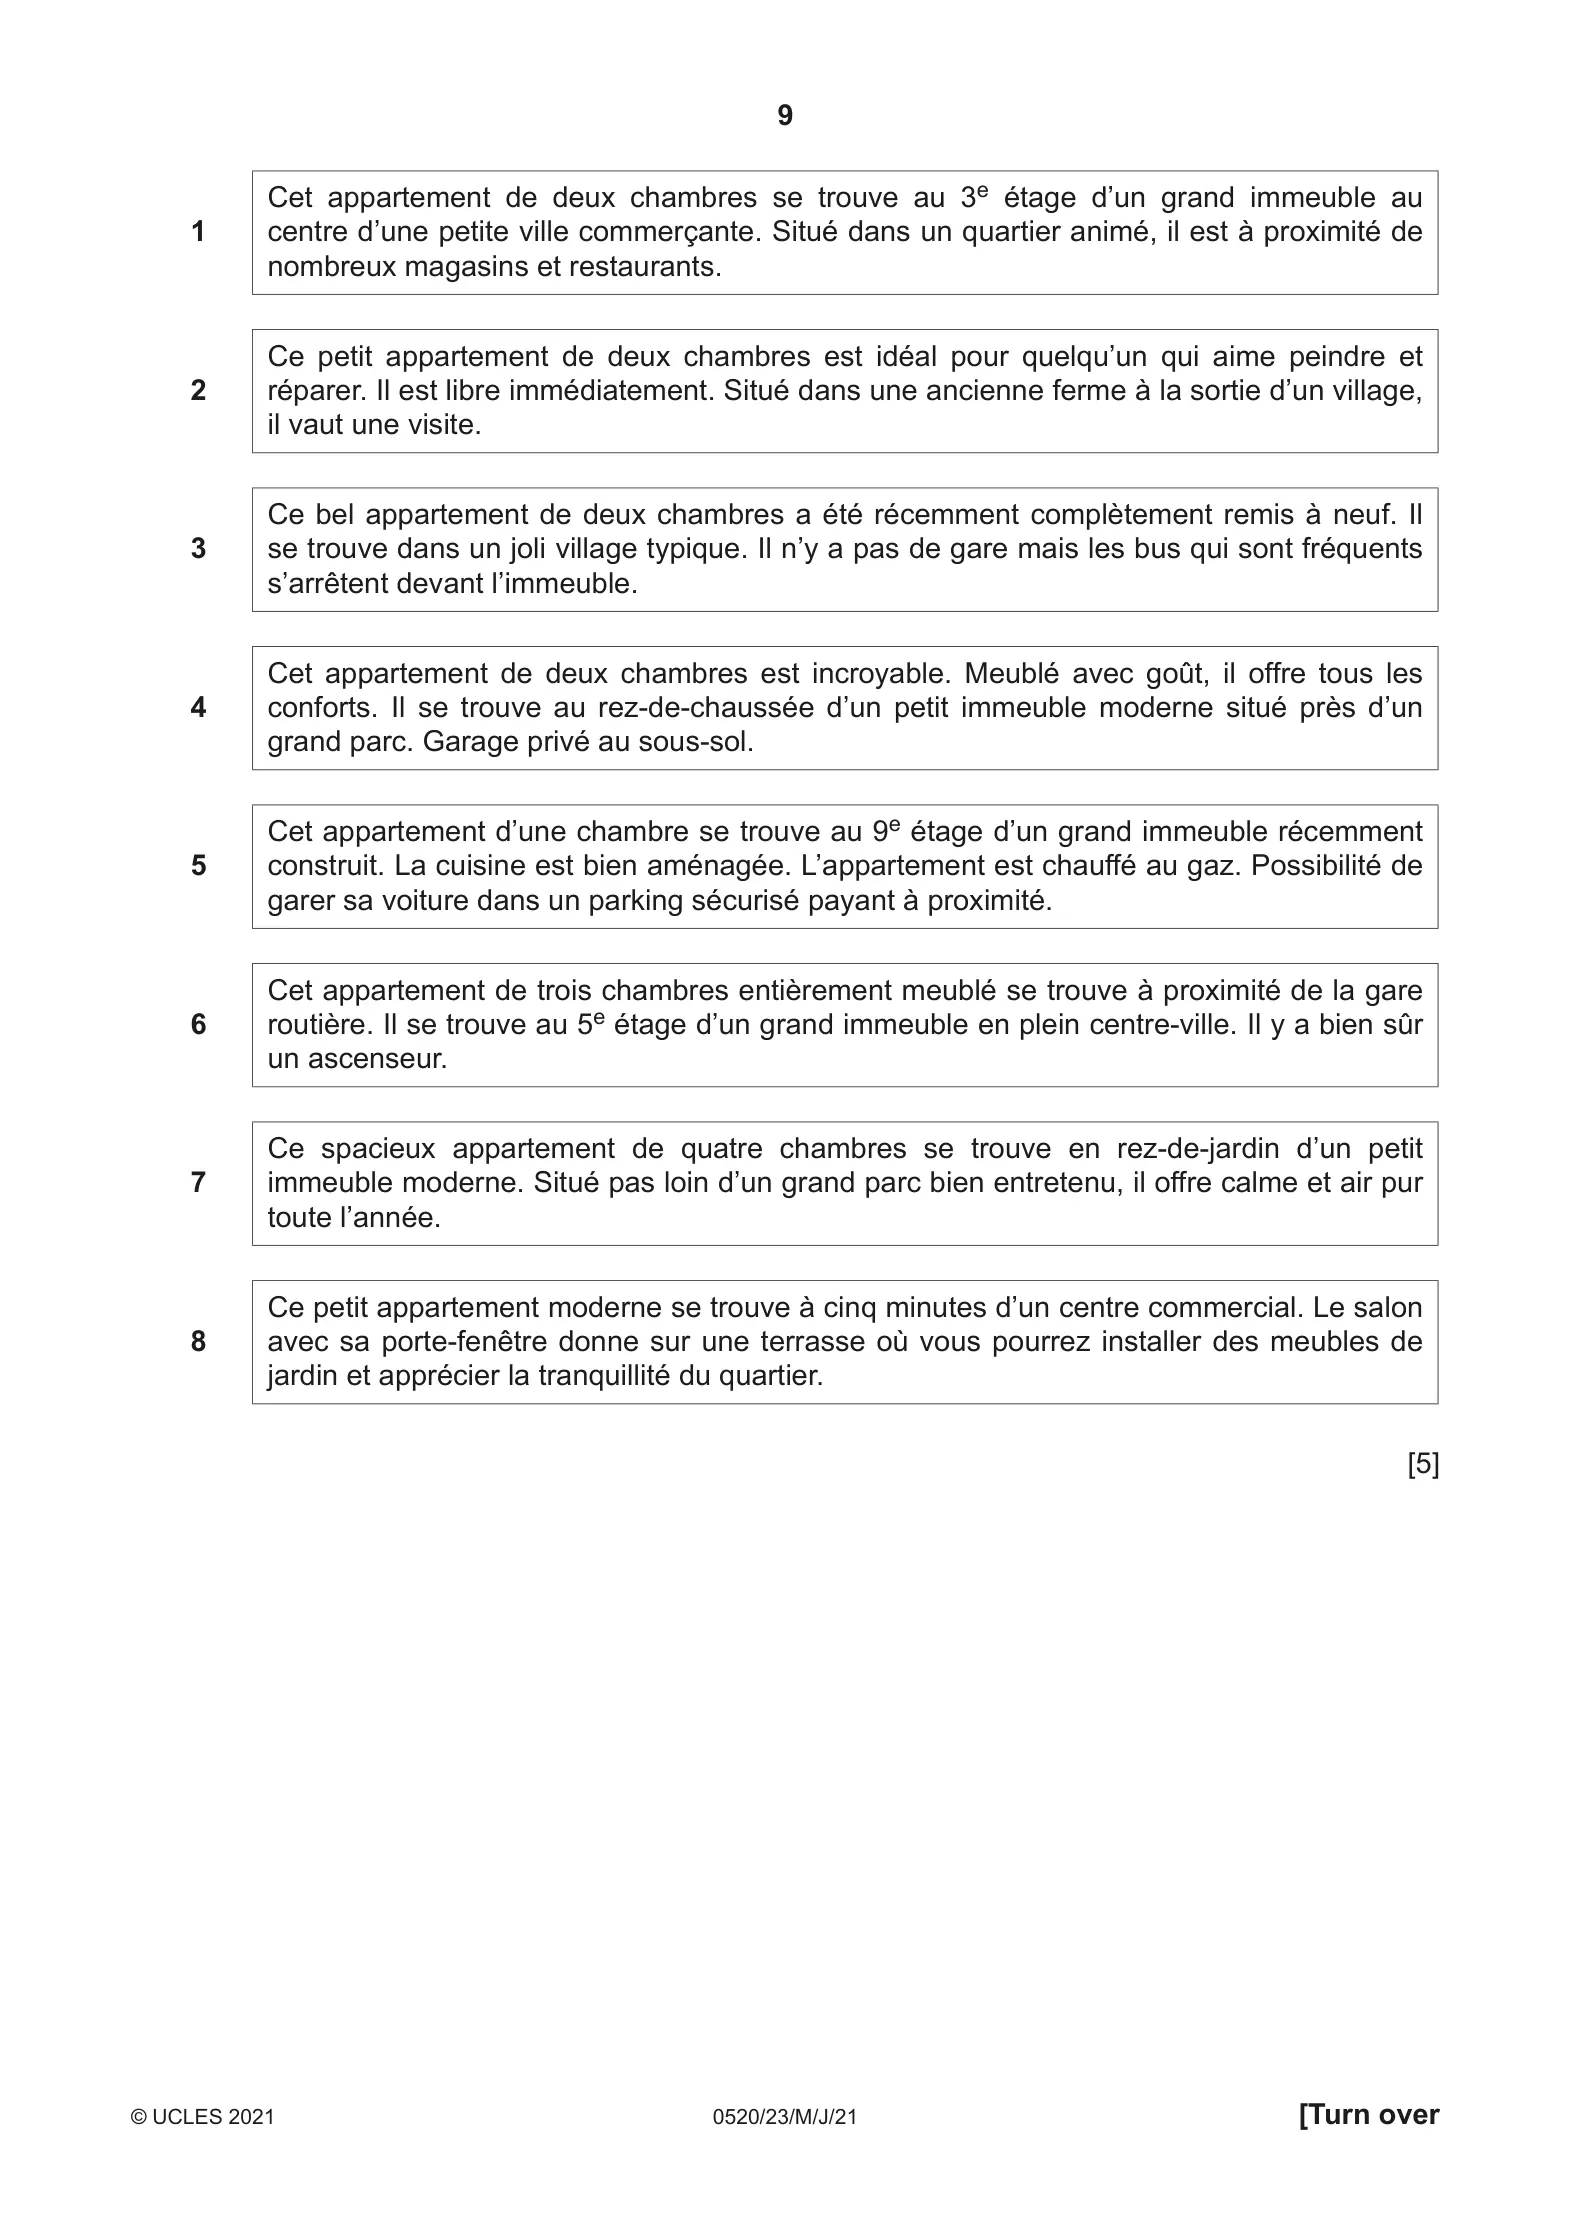 9
1
Cet appartement de deux chambres se trouve au 3e étage d’un grand immeuble au
centre d’une petite ville commerçante. Situé dans un quartier animé, il est à proximité de
nombreux magasins et restaurants.
2
Ce petit appartement de deux chambres est idéal pour quelqu’un qui aime peindre et
réparer. Il est libre immédiatement. Situé dans une ancienne ferme à la sortie d’un village,
il vaut une visite.
3
Ce bel appartement de deux chambres a été récemment complètement remis à neuf. Il
se trouve dans un joli village typique. Il n’y a pas de gare mais les bus qui sont fréquents
s’arrêtent devant l’immeuble.
4
Cet appartement de deux chambres est incroyable. Meublé avec goût, il offre tous les
conforts. Il se trouve au rez-de-chaussée d’un petit immeuble moderne situé près d’un
grand parc. Garage privé au sous-sol.
5
Cet appartement d’une chambre se trouve au 9e étage d’un grand immeuble récemment
construit. La cuisine est bien aménagée. L’appartement est chauffé au gaz. Possibilité de
garer sa voiture dans un parking sécurisé payant à proximité.
6
Cet appartement de trois chambres entièrement meublé se trouve à proximité de la gare
routière. Il se trouve au 5e étage d’un grand immeuble en plein centre-ville. Il y a bien sûr
un ascenseur.
7
Ce spacieux appartement de quatre chambres se trouve en rez-de-jardin d’un petit
immeuble moderne. Situé pas loin d’un grand parc bien entretenu, il offre calme et air pur
toute l’année.
8
Ce petit appartement moderne se trouve à cinq minutes d’un centre commercial. Le salon
avec sa porte-fenêtre donne sur une terrasse où vous pourrez installer des meubles de
jardin et apprécier la tranquillité du quartier.
[5]
© UCLES 2021
0520/23/M/J/21
[Turn over